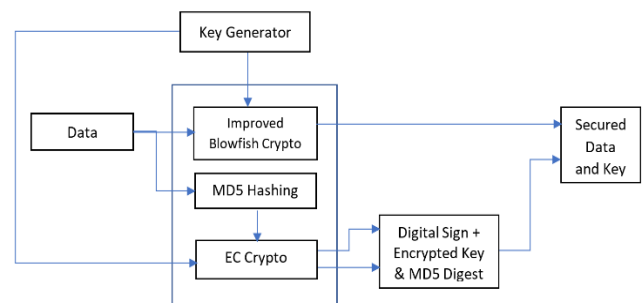 Key Generator
Data
Improved
Blowfish Crypto
MD5 Hashing
EC Crypto
Digital Sign +
Encrypted Key
& MD5 Digest
Secured
Data
and Key